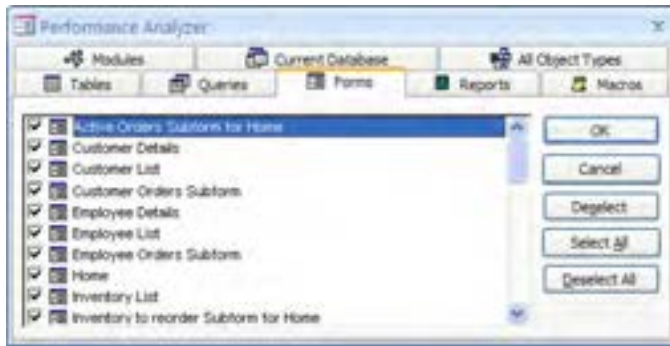 Performance Analyzer
Modules
Current Database
All Object Types
Tables
Queries
Forms
Reports
Macros
Active Orders Subform for Home
Customer Details
Customer List
Customer Orders Subform
Employee Details
Employee List
Employee Orders Subform
Home
Inventory List
Inventory to reorder Subform for Home
OK
Cancel
Deselect
Select All
Deselect All